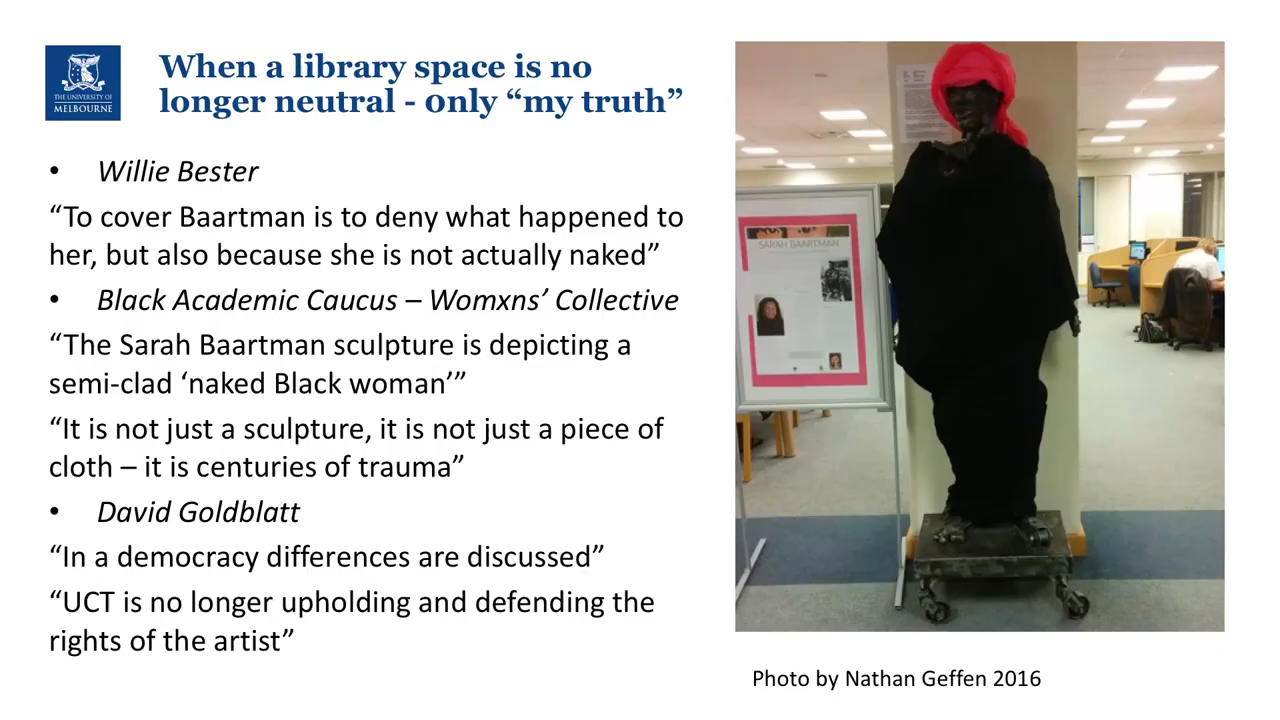 THE UNIVERSITY OF
MELBOURNE
When a library space is no
longer neutral - only “my truth”
• Willie Bester
“To cover Baartman is to deny what happened to
her, but also because she is not actually naked”
• Black Academic Caucus – Womxns’ Collective
“The Sarah Baartman sculpture is depicting a
semi-clad ‘naked Black woman’”
“It is not just a sculpture, it is not just a piece of
cloth – it is centuries of trauma”
• David Goldblatt
“In a democracy differences are discussed”
“UCT is no longer upholding and defending the
rights of the artist”
SARAH BAARTMAN
Photo by Nathan Geffen 2016